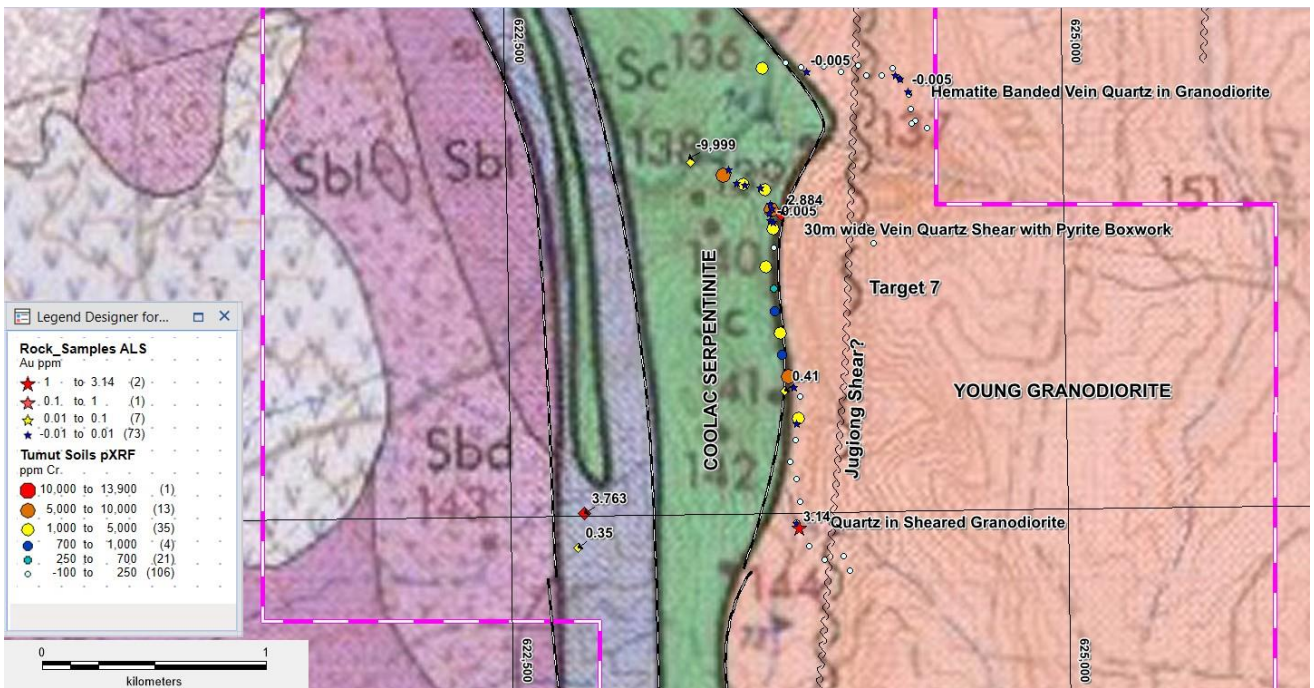 622,500
625,000
136
Sc
-0.005
-0.005
Hematite Banded Vein Quartz in Granodiorite
138
137
-9,999
Sbl
Sbl
151
2.884
-0.005
30m wide Vein Quartz Shear with Pyrite Boxwork
Target 7
COOLAC SERPENTINITE
Sc
Jugiong Shear?
0.41
YOUNG GRANODIORITE
Sbd
143
142
3.763
0.35
3.14
Quartz in Sheared Granodiorite
144
622,500
625,000
Legend Designer for...
Rock_Samples ALS
Au ppm
1 to 3.14 (2)
0.1 to 1 (1)
0.01 to 0.1 (7)
-0.01 to 0.01 (73)
Tumut Soils pXRF
ppm Cr
10,000 to 13,900 (1)
5,000 to 10,000 (13)
1,000 to 5,000 (35)
700 to 1,000 (4)
250 to 700 (21)
-100 to 250 (106)
0 1
kilometers